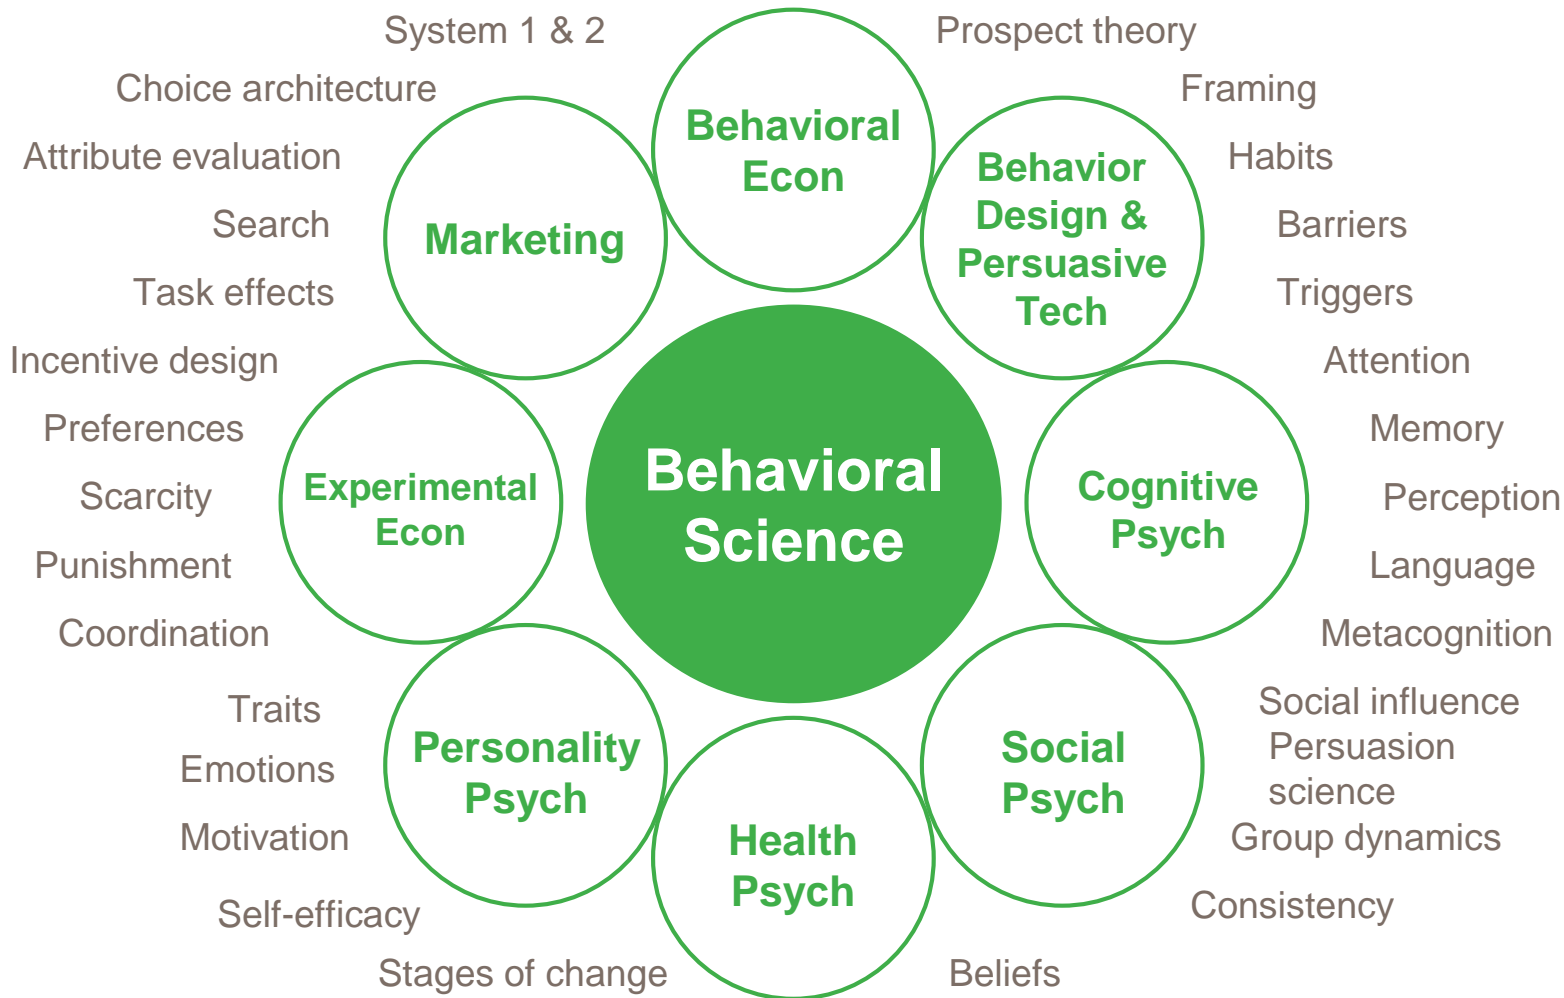 System 1 & 2
Prospect theory
Choice architecture
Framing
Attribute evaluation
Habits
Search
Barriers
Task effects
Triggers
Incentive design
Attention
Preferences
Memory
Scarcity
Perception
Punishment
Language
Coordination
Metacognition
Traits
Social influence
Emotions
Persuasion
science
Motivation
Group dynamics
Self-efficacy
Consistency
Stages of change
Beliefs
Behavioral
Econ
Behavior
Design &
Persuasive
Tech
Marketing
Experimental
Econ
Behavioral
Science
Cognitive
Psych
Personality
Psych
Social
Psych
Health
Psych